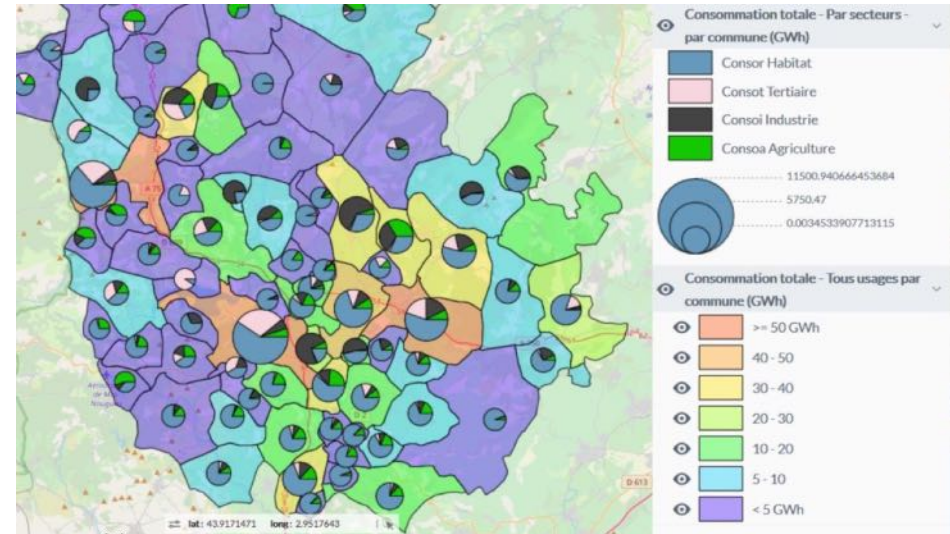 Consommation totale - Par secteurs -
par commune (GWh)
Consor Habitat
Consot Tertiaire
Consoi Industrie
Consoa Agriculture
11500.940666453684
5750.47
0.0034533907713115
Consommation totale - Tous usages par
commune (GWh)
>= 50 GWh
40 - 50
30 - 40
20 - 30
10 - 20
5 - 10
< 5 GWh
A 75
D 613
lat: 43.9171471 long: 2.9517643